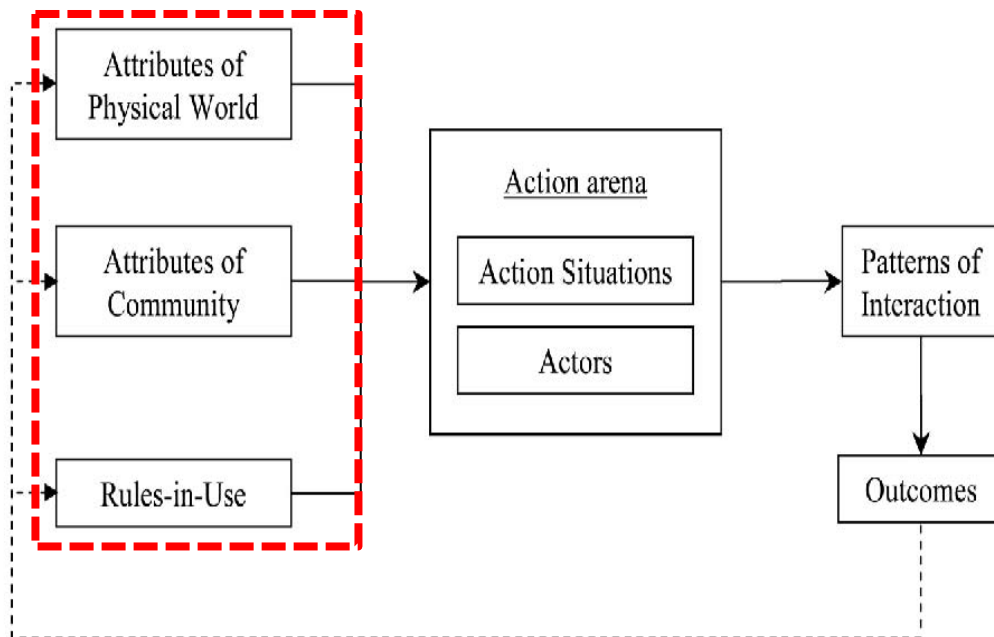 Attributes of
Physical World
Attributes of
Community
Rules-in-Use
Action arena
Action Situations
Actors
Patterns of
Interaction
Outcomes